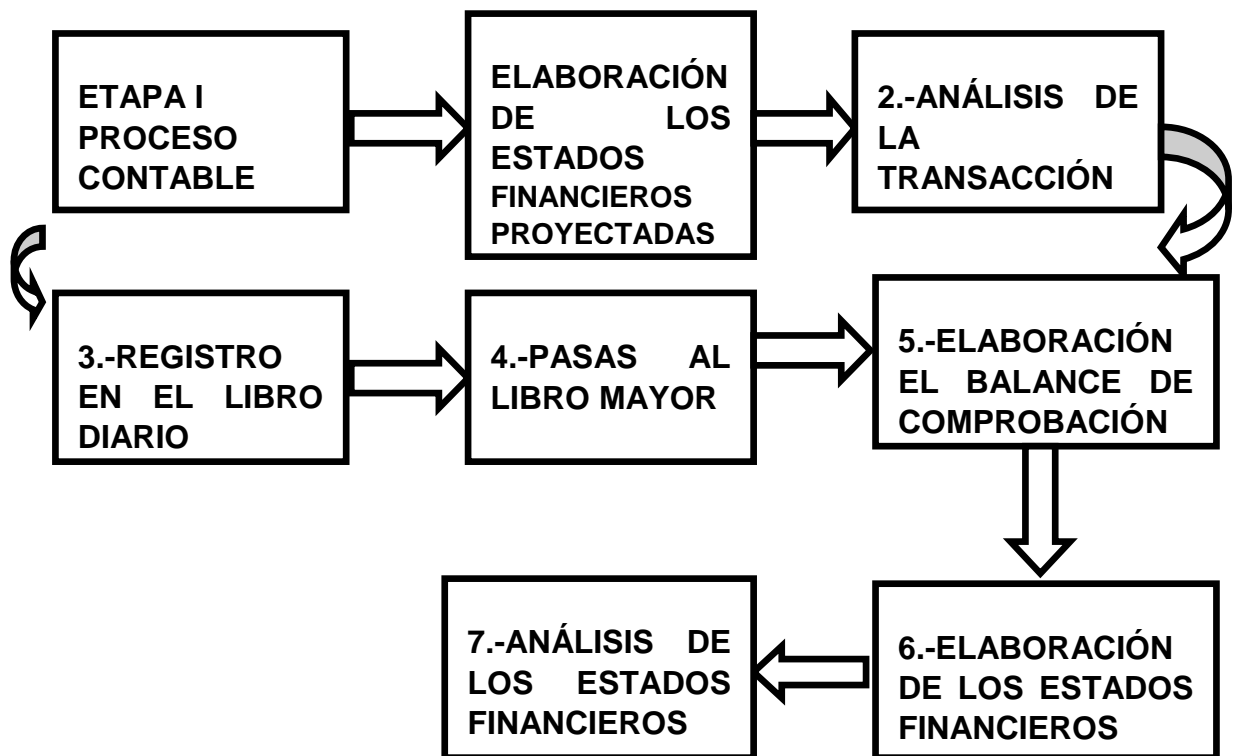 ETAPA I
PROCESO
CONTABLE
ELABORACIÓN
DE LOS
ESTADOS
FINANCIEROS
PROYECTADAS
2.-ANÁLISIS DE
LA
TRANSACCIÓN
3.-REGISTRO
EN EL LIBRO
DIARIO
4.-PASAS AL
LIBRO MAYOR
5.-ELABORACIÓN
EL BALANCE DE
COMPROBACIÓN
6.-ELABORACIÓN
DE LOS ESTADOS
FINANCIEROS
7.-ANÁLISIS DE
LOS ESTADOS
FINANCIEROS